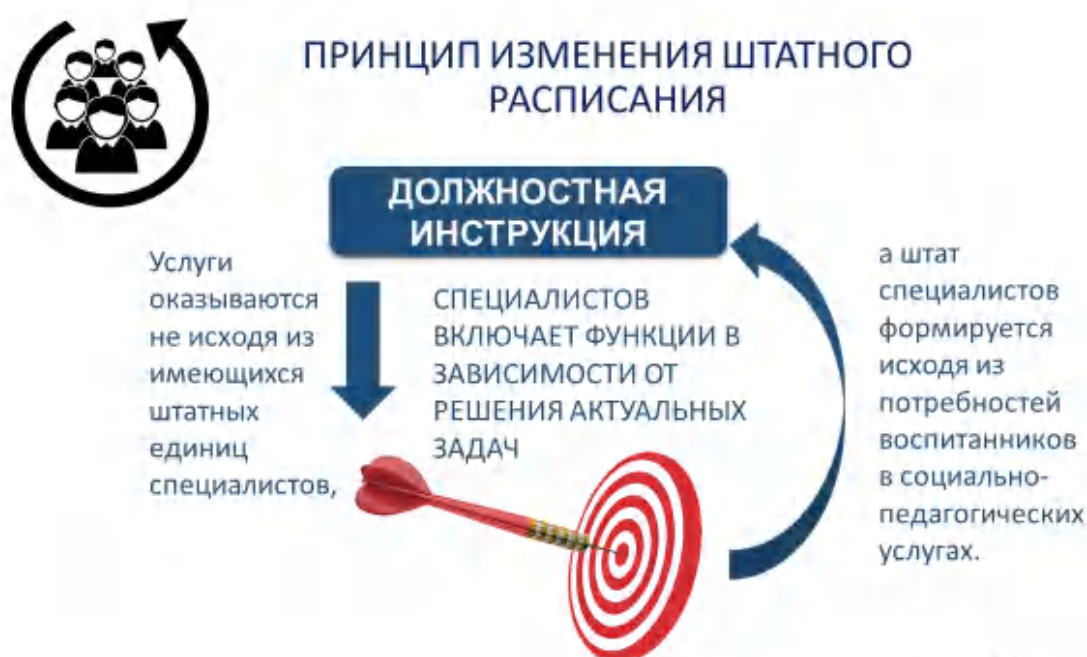 ПРИНЦИП ИЗМЕНЕНИЯ ШТАТНОГО
РАСПИСАНИЯ
ДОЛЖНОСТНАЯ
ИНСТРУКЦИЯ
Услуги
оказываются
не исходя из
имеющихся
штатных
единиц
специалистов,
СПЕЦИАЛИСТОВ
ВКЛЮЧАЕТ ФУНКЦИИ В
ЗАВИСИМОСТИ ОТ
РЕШЕНИЯ АКТУАЛЬНЫХ
ЗАДАЧ
а штат
специалистов
формируется
исходя из
потребностей
воспитанников
в социально-
педагогических
услугах.